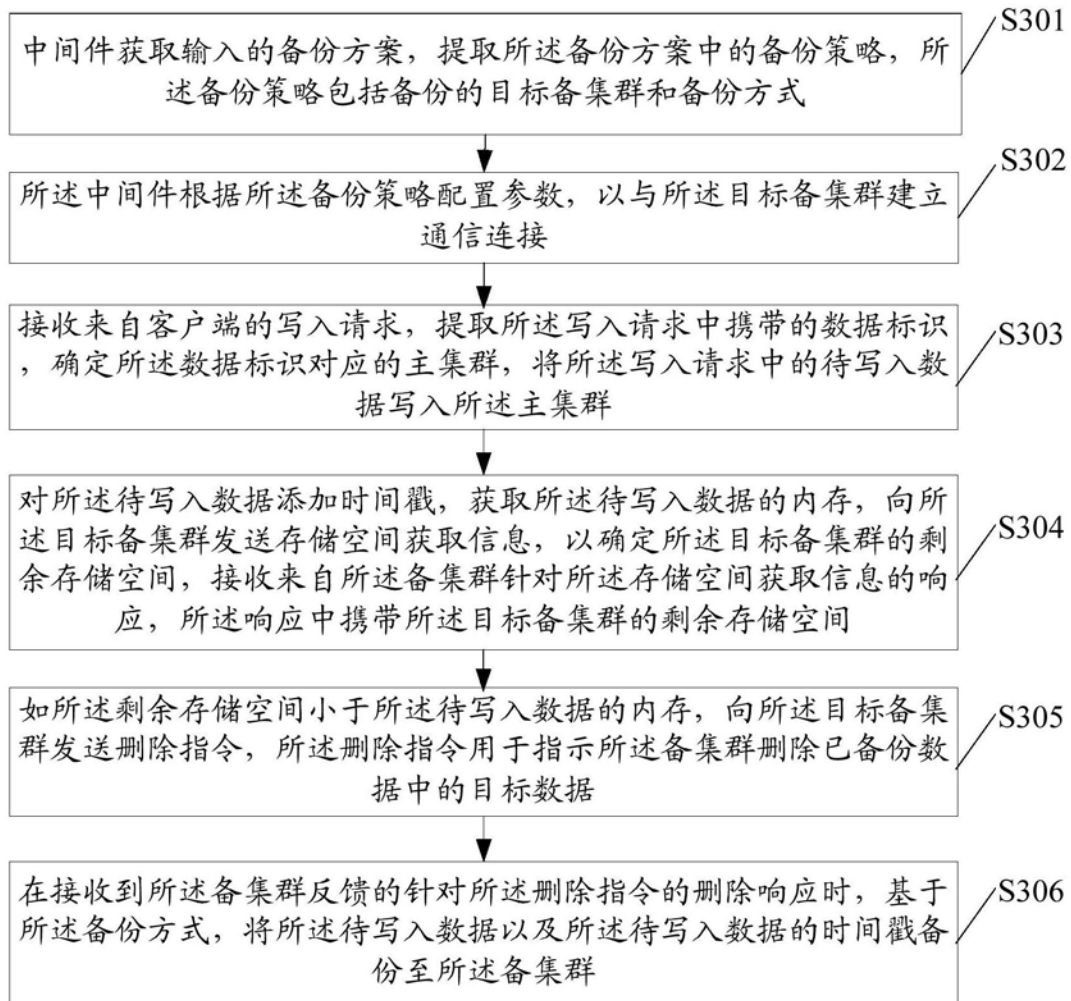 中间件获取输入的备份方案，提取所述备份方案中的备份策略，所
述备份策略包括备份的目标备集群和备份方式
S301
所述中间件根据所述备份策略配置参数，以与所述目标备集群建立
通信连接
S302
接收来自客户端的写入请求，提取所述写入请求中携带的数据标识
，确定所述数据标识对应的主集群，将所述写入请求中的待写入数
据写入所述主集群
S303
对所述待写入数据添加时间戳，获取所述待写入数据的内存，向所
述目标备集群发送存储空间获取信息，以确定所述目标备集群的剩
余存储空间，接收来自所述备集群针对所述存储空间获取信息的响
应，所述响应中携带所述目标备集群的剩余存储空间
S304
如所述剩余存储空间小于所述待写入数据的内存，向所述目标备集
群发送删除指令，所述删除指令用于指示所述备集群删除已备份数
据中的目标数据
S305
在接收到所述备集群反馈的针对所述删除指令的删除响应时，基于
所述备份方式，将所述待写入数据以及所述待写入数据的时间戳备
份至所述备集群
S306